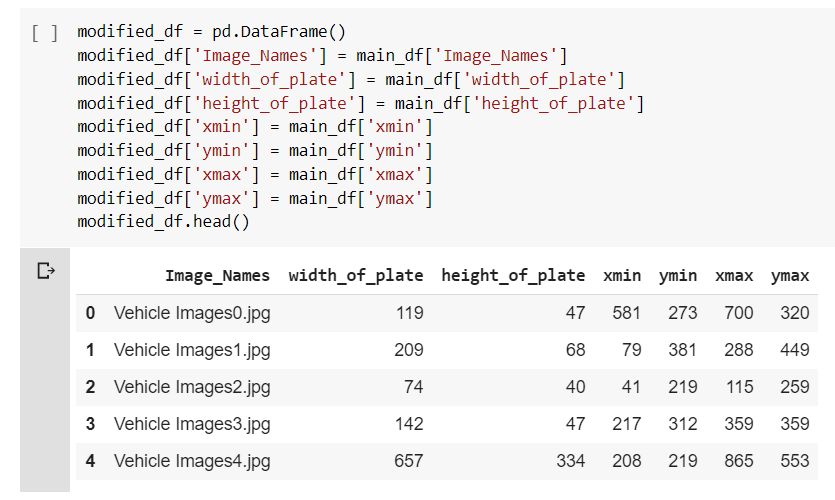 [ ] modified_df = pd.DataFrame()
modified_df['Image_Names'] = main_df['Image_Names']
modified_df['width_of_plate'] = main_df['width_of_plate']
modified_df['height_of_plate'] = main_df['height_of_plate']
modified_df['xmin'] = main_df['xmin']
modified_df['ymin'] = main_df['ymin']
modified_df['xmax'] = main_df['xmax']
modified_df['ymax'] = main_df['ymax']
modified_df.head()
Image_Names width_of_plate height_of_plate xmin ymin xmax ymax
0 Vehicle Images0.jpg 119 47 581 273 700 320
1 Vehicle Images1.jpg 209 68 79 381 288 449
2 Vehicle Images2.jpg 74 40 41 219 115 259
3 Vehicle Images3.jpg 142 47 217 312 359 359
4 Vehicle Images4.jpg 657 334 208 219 865 553